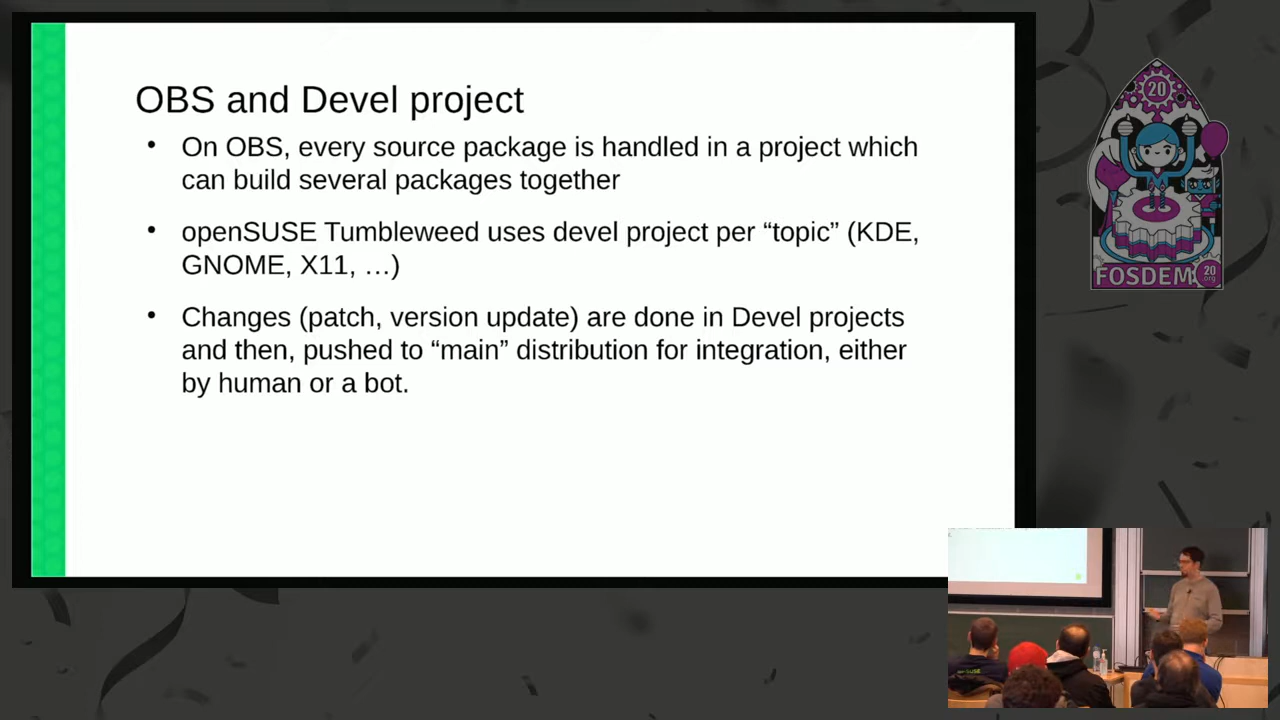 OBS and Devel project
• On OBS, every source package is handled in a project which
can build several packages together
• openSUSE Tumbleweed uses devel project per “topic” (KDE,
GNOME, X11, …)
• Changes (patch, version update) are done in Devel projects
and then, pushed to “main” distribution for integration, either
by human or a bot.
20
FOSDEM
20
org